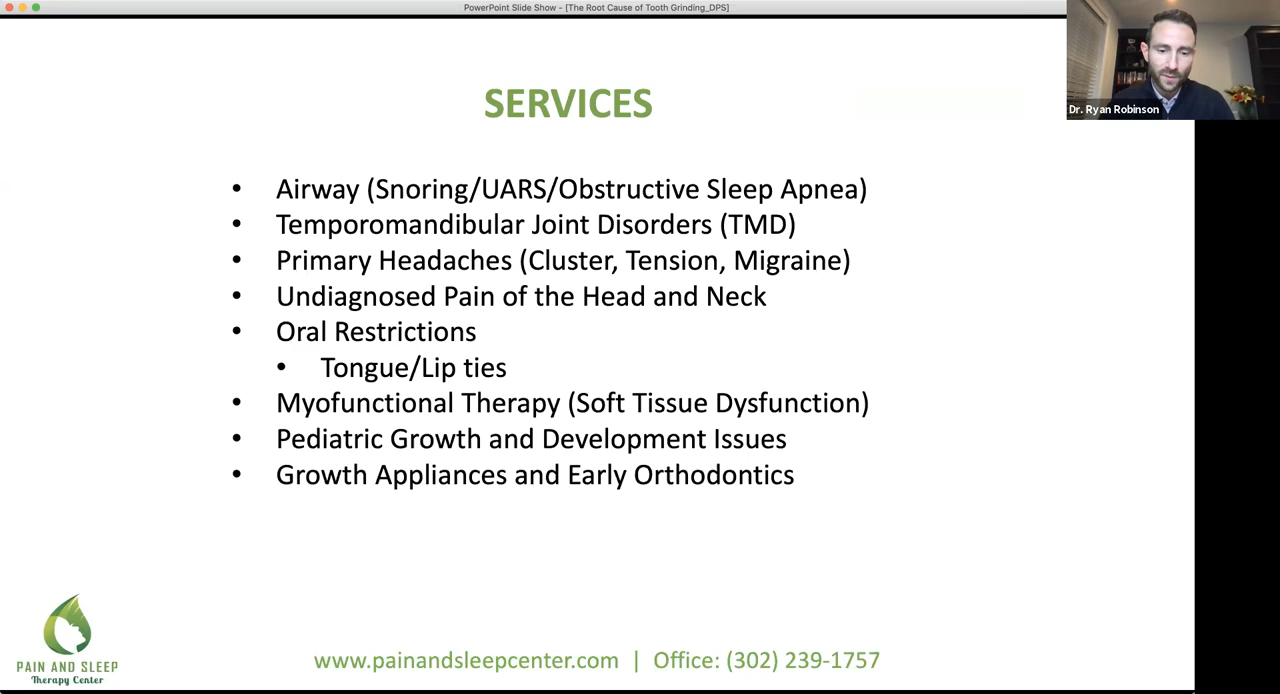 PowerPoint Slide Show - [The Root Cause of Tooth Grinding_DPS]
Dr. Ryan Robinson
SERVICES
• Airway (Snoring/UARS/Obstructive Sleep Apnea)
• Temporomandibular Joint Disorders (TMD)
• Primary Headaches (Cluster, Tension, Migraine)
• Undiagnosed Pain of the Head and Neck
• Oral Restrictions
• Tongue/Lip ties
• Myofunctional Therapy (Soft Tissue Dysfunction)
• Pediatric Growth and Development Issues
• Growth Appliances and Early Orthodontics
PAIN AND SLEEP
Therapy Center
www.painandsleepcenter.com | Office: (302) 239-1757